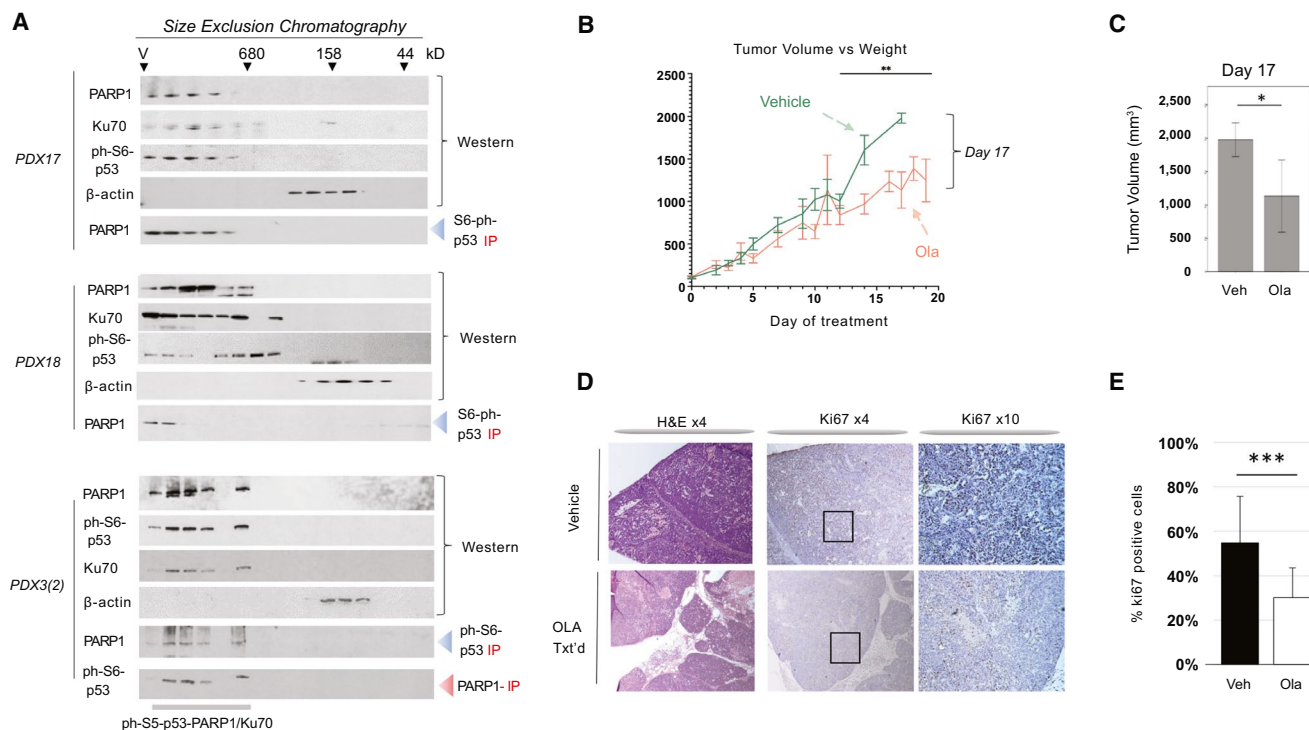 A
Size Exclusion Chromatography
V 680 158 44 kD
PDX17
PARP1
Ku70
ph-S6-
p53
β-actin
Western
PARP1
S6-ph-
p53 IP
PDX18
PARP1
Ku70
ph-S6-
p53
β-actin
Western
PARP1
S6-ph-
p53 IP
PDX3(2)
PARP1
ph-S6-
p53
Ku70
β-actin
Western
PARP1
ph-S6-
p53 IP
ph-S6-
p53
PARP1- IP
ph-S5-p53-PARP1/Ku70
B
Tumor Volume vs Weight
**
2500
2000
1500
1000
500
0
Vehicle
Day 17
Ola
0 5 10 15 20
Day of treatment
C
Day 17
*
Tumor Volume (mm³)
2,500
2,000
1,500
1,000
500
0
Veh Ola
D
H&E x4 Ki67 x4 Ki67 x10
Vehicle
OLA
Txt'd
E
% ki67 positive cells
100%
80%
60%
40%
20%
0%
***
Veh Ola